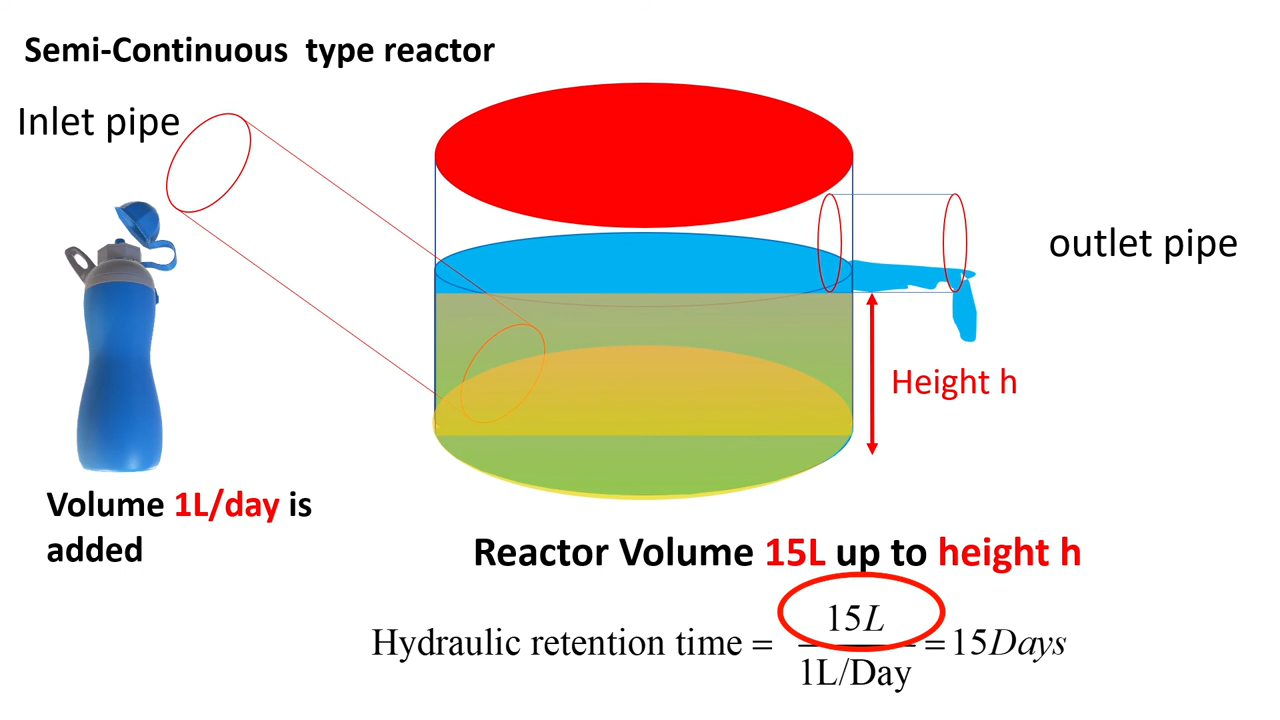 Semi-Continuous type reactor
Inlet pipe
outlet pipe
Height h
Volume 1L/day is
added
Reactor Volume 15L up to height h
Hydraulic retention time = 15L / 1L/Day = 15Days